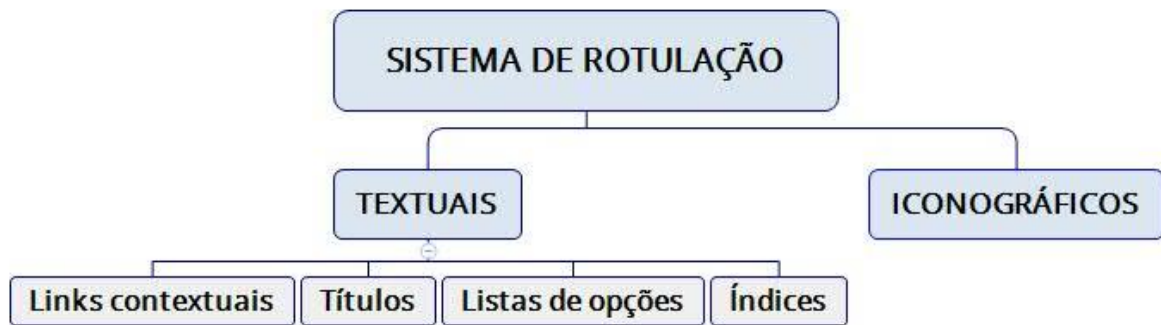 SISTEMA DE ROTULAÇÃO
TEXTUAIS
ICONOGRÁFICOS
Links contextuais
Títulos
Listas de opções
Índices